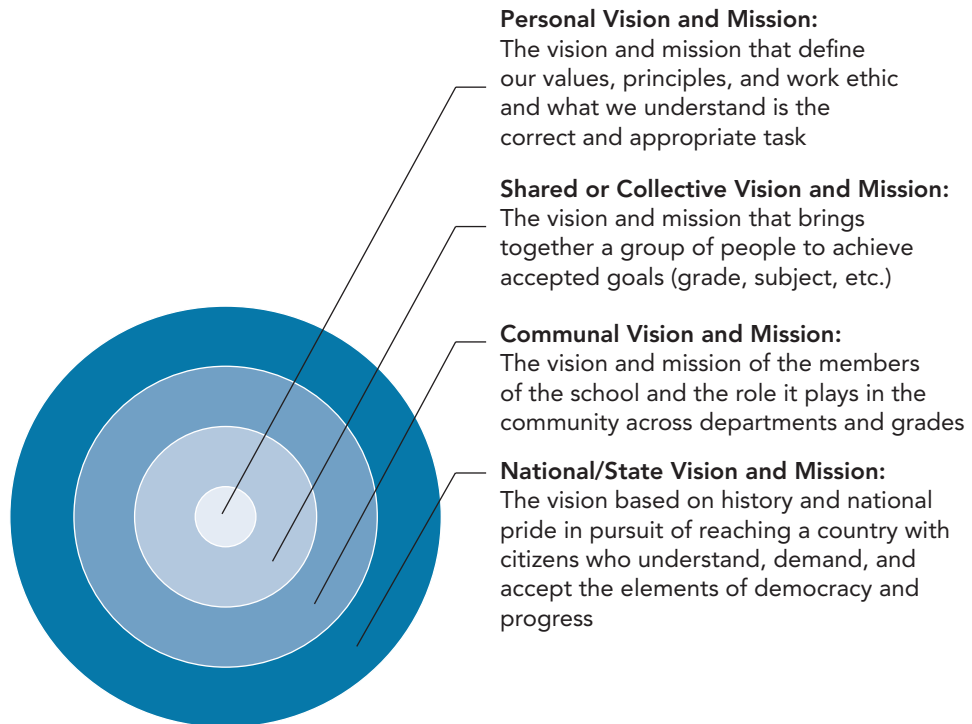 Personal Vision and Mission:
The vision and mission that define
our values, principles, and work ethic
and what we understand is the
correct and appropriate task
Shared or Collective Vision and Mission:
The vision and mission that brings
together a group of people to achieve
accepted goals (grade, subject, etc.)
Communal Vision and Mission:
The vision and mission of the members
of the school and the role it plays in the
community across departments and grades
National/State Vision and Mission:
The vision based on history and national
pride in pursuit of reaching a country with
citizens who understand, demand, and
accept the elements of democracy and
progress